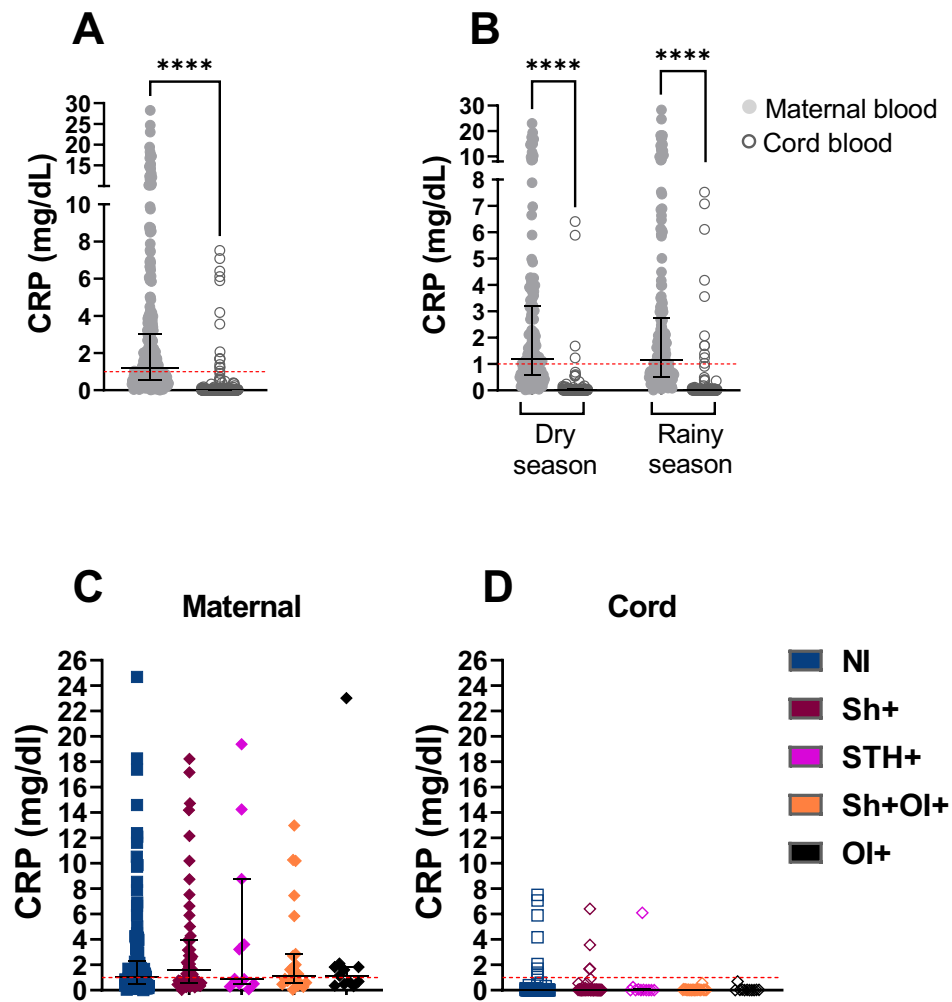 A
****
CRP (mg/dL)
30
25
20
15
10
8
6
4
2
0
B
****
****
CRP (mg/dL)
30
20
10
8
7
6
5
4
3
2
1
0
Dry
season
Rainy
season
Maternal blood
Cord blood
C
Maternal
CRP (mg/dl)
26
24
22
20
18
16
14
12
10
8
6
4
2
0
D
Cord
CRP (mg/dl)
26
24
22
20
18
16
14
12
10
8
6
4
2
0
NI
Sh+
STH+
Sh+OI+
OI+